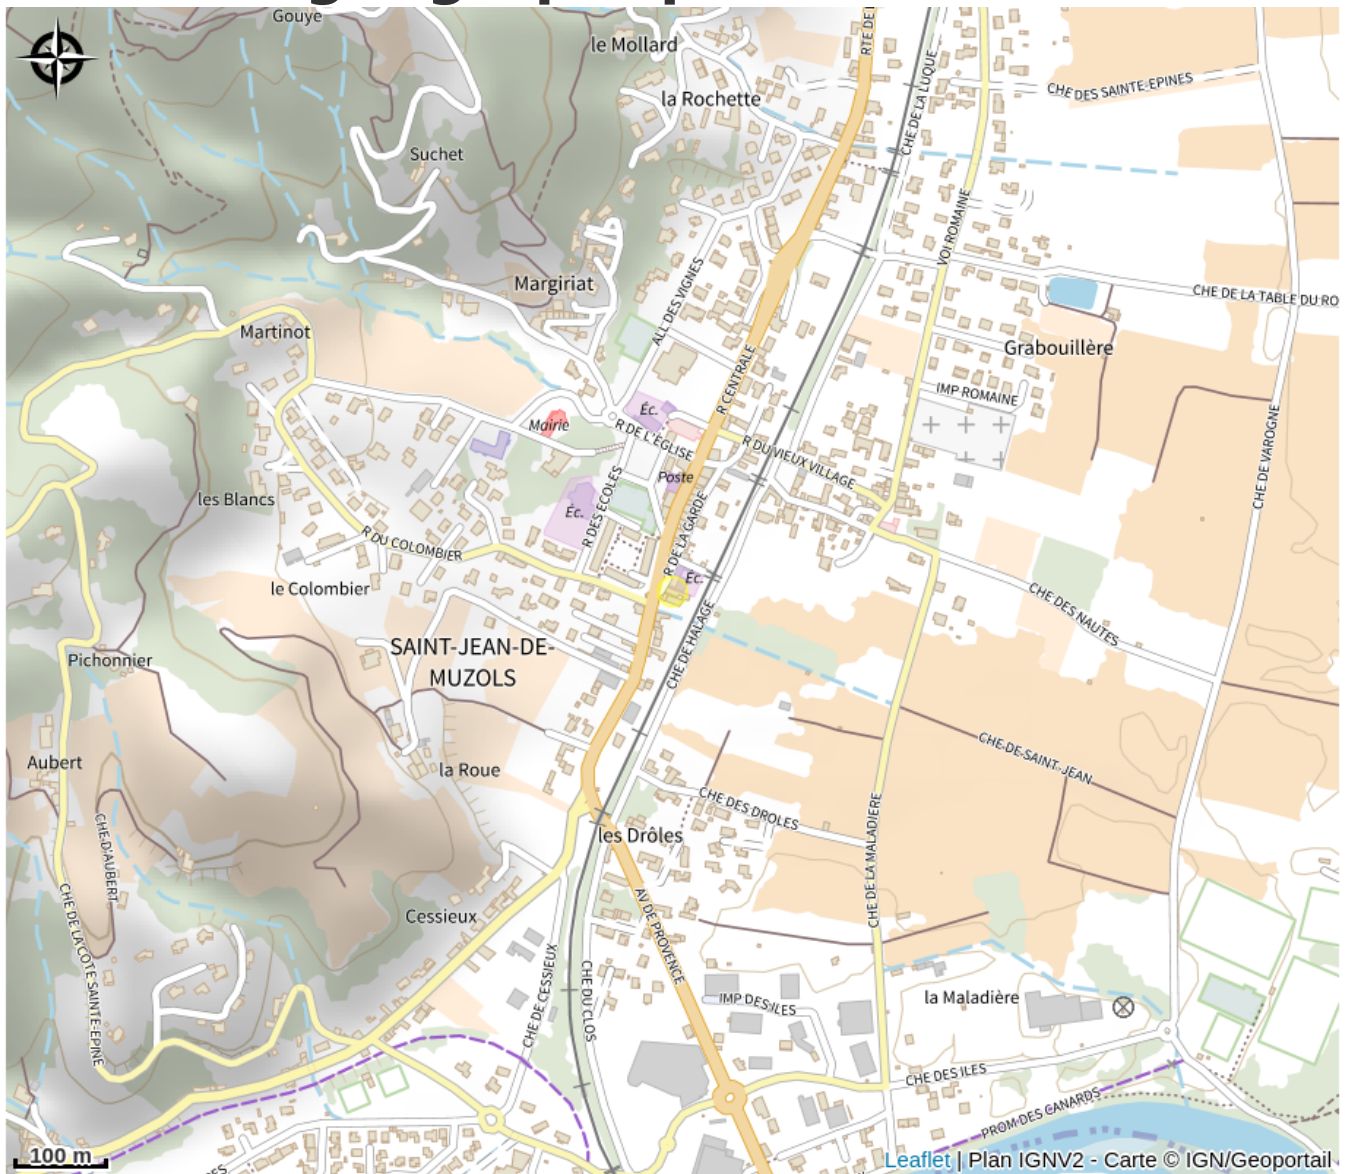 Gouye
le Mollard
RTE DE
la Rochette
CHE DE LA LUQUE
CHE DES SAINTE-EPINES
Suchet
VOI ROMAINE
Margiriat
ALL DES VIGNES
CHE DE LA TABLE DU RO
Martinot
Grabouillère
R CENTRALE
IMP ROMAINE
Éc.
Mairie
R DE L'ÉGLISE
R DU VIEUX VILLAGE
CHE DE VAROGNE
Poste
les Blancs
Éc.
R DES ECOLES
R DE LA GARDE
R DU COLOMBIER
Éc.
le Colombier
CHE DES NAUTES
SAINT-JEAN-DE-
MUZOLS
CHE DE HALAGE
Pichonnier
CHE-DE-SAINT-JEAN
Aubert
la Roue
CHE DES DROLES
les Drôles
CHE D'AUBERT
CHE DE LA MALADIERE
Cessieux
CHE DE LA COTE SAINTE-EPINE
AV DE PROVENCE
CHE DE CESSIEUX
CHE DU CLOS
IMP DES ILES
la Maladière
CHE DES ILES
PROM DES CANARDS
100 m
Leaflet | Plan IGNV2 - Carte © IGN/Geoportail